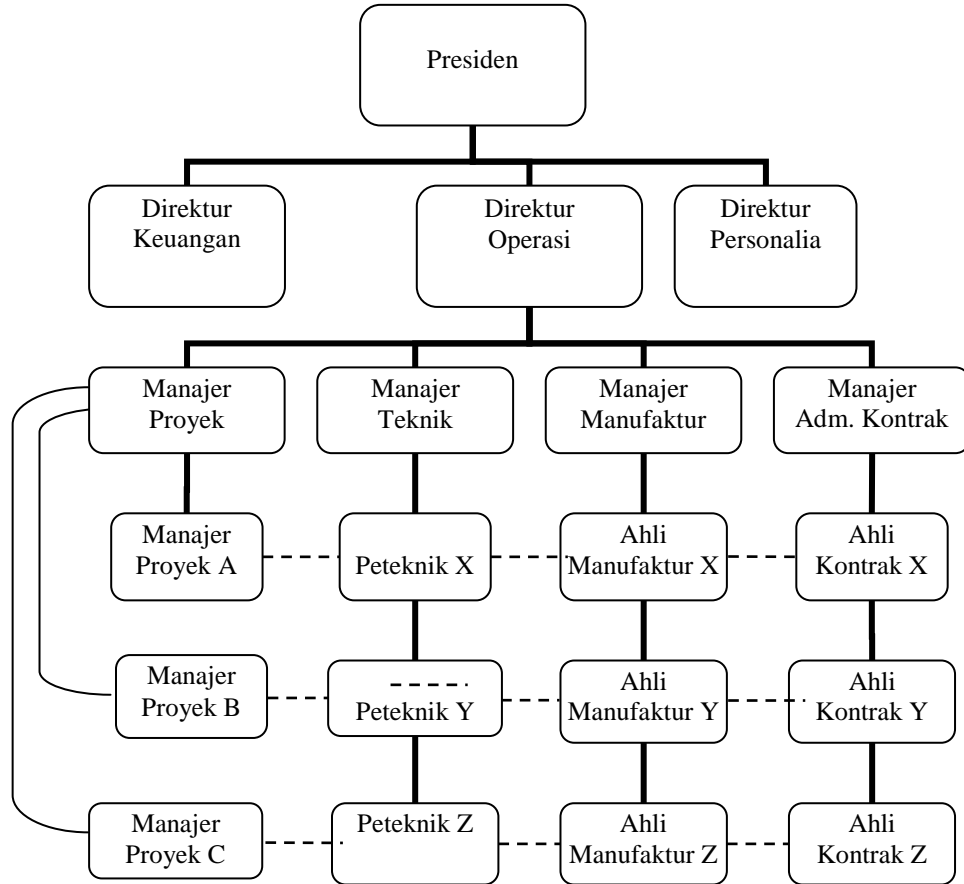 Presiden
Direktur
Keuangan
Direktur
Operasi
Direktur
Personalia
Manajer
Proyek
Manajer
Teknik
Manajer
Manufaktur
Manajer
Adm. Kontrak
Manajer
Proyek A
Peteknik X
Ahli
Manufaktur X
Ahli
Kontrak X
Manajer
Proyek B
Peteknik Y
Ahli
Manufaktur Y
Ahli
Kontrak Y
Manajer
Proyek C
Peteknik Z
Ahli
Manufaktur Z
Ahli
Kontrak Z